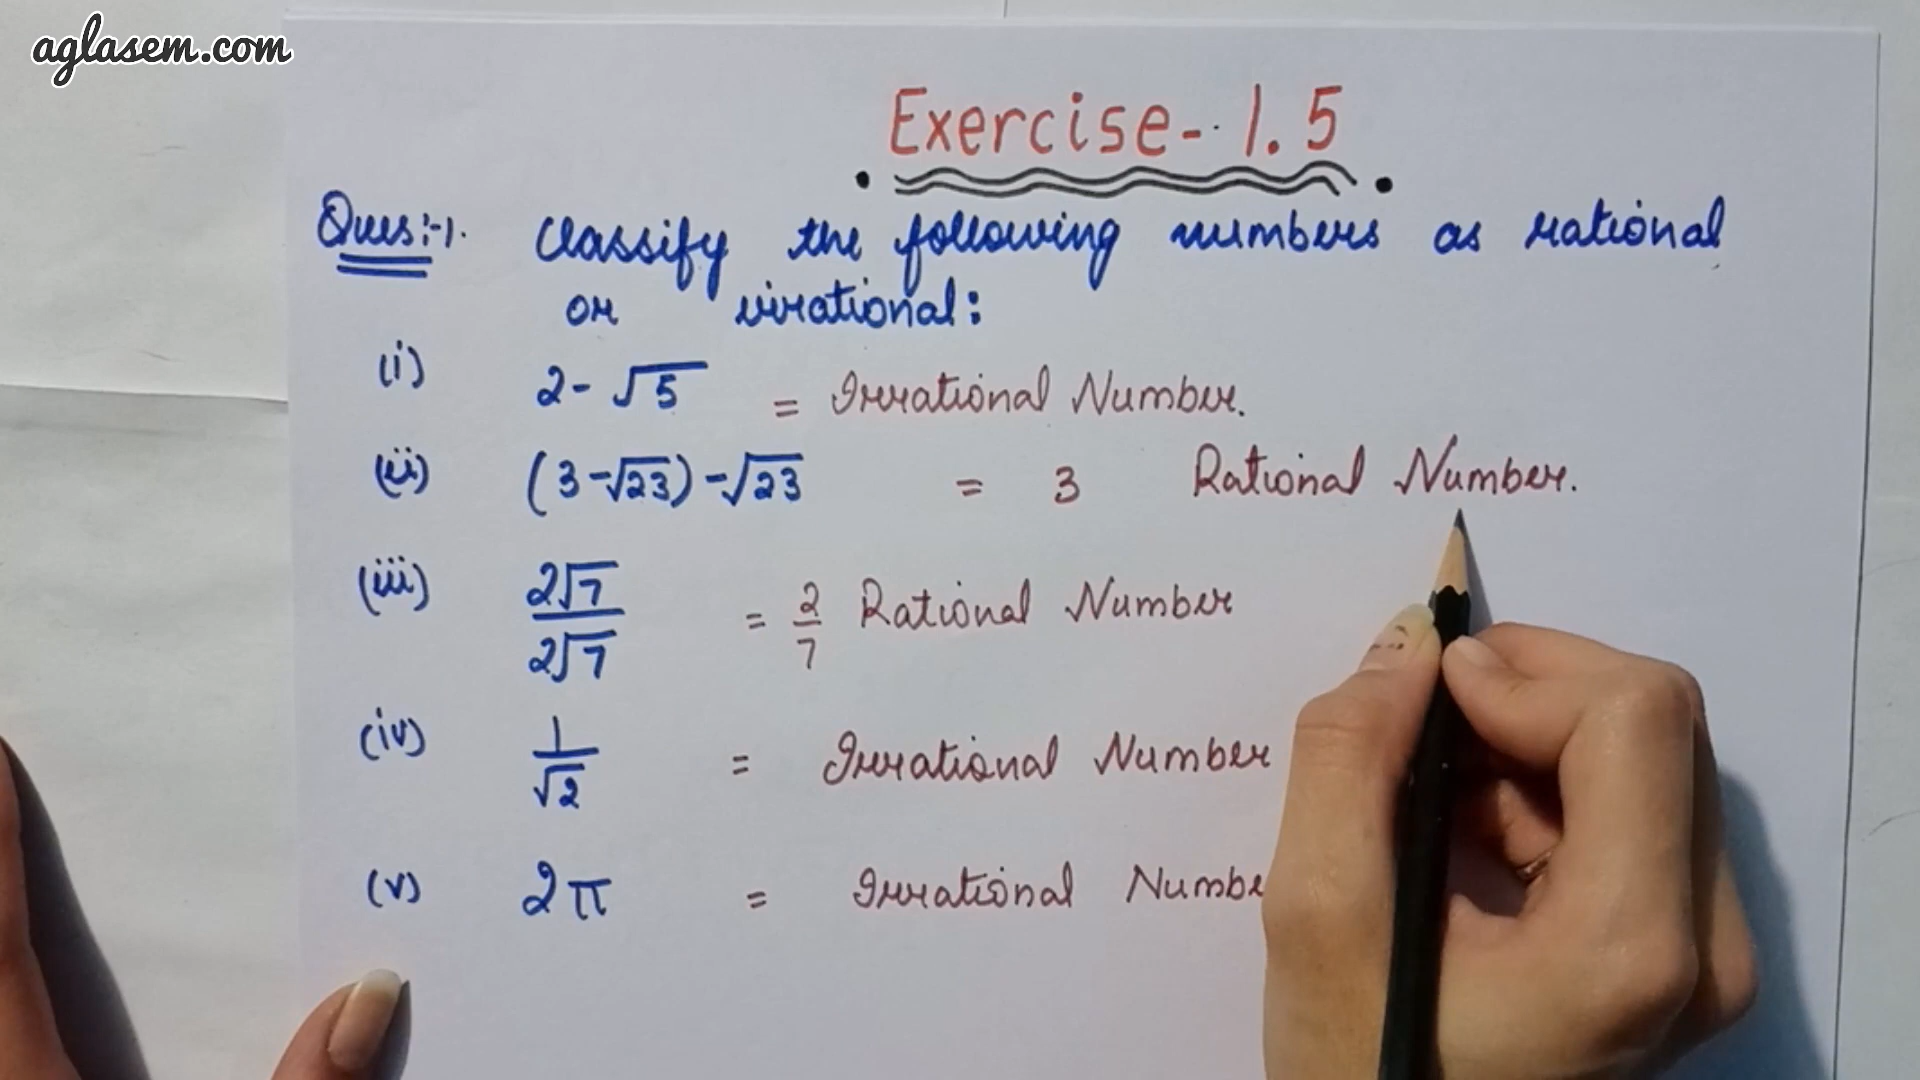 aglasem.com
Exercise - 1.5
Ques:-1. Classify the following numbers as rational
or irrational:
(i) 2 - √5 = Irrational Number.
(ii) (3 - √23) - √23 = 3 Rational Number.
(iii) 2√7/2√7 = 2/7 Rational Number
(iv) 1/√2 = Irrational Number
(v) 2π = Irrational Numbe